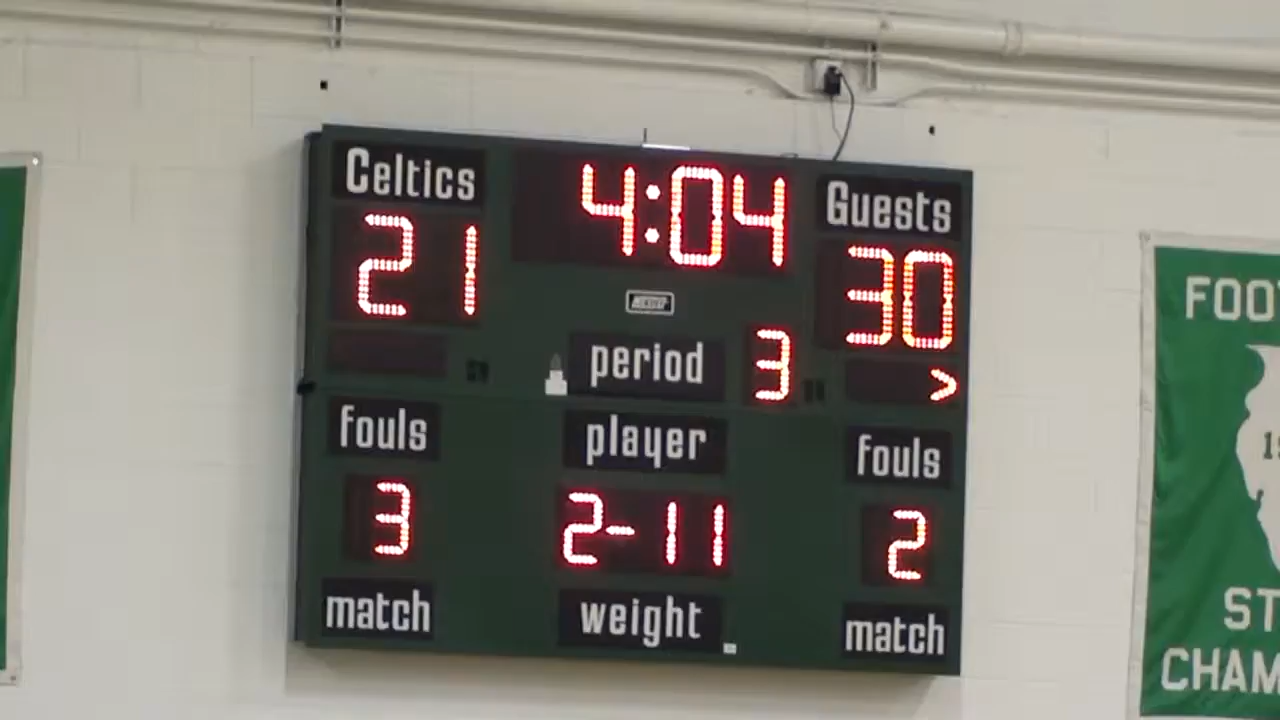 Celtics
4:04
Guests
21
30
period
3
>
fouls
player
fouls
3
2-11
2
match
weight
match
FOO
ST
CHAM